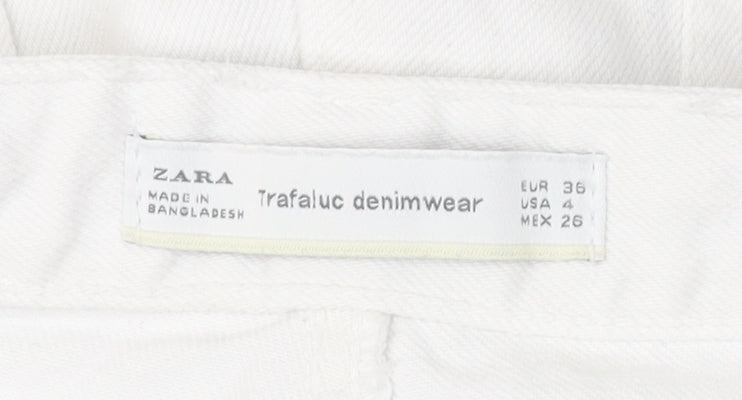 ZARA
MADE IN
BANGLADESH
Trafaluc denimwear
EUR 36
USA 4
MEX 26